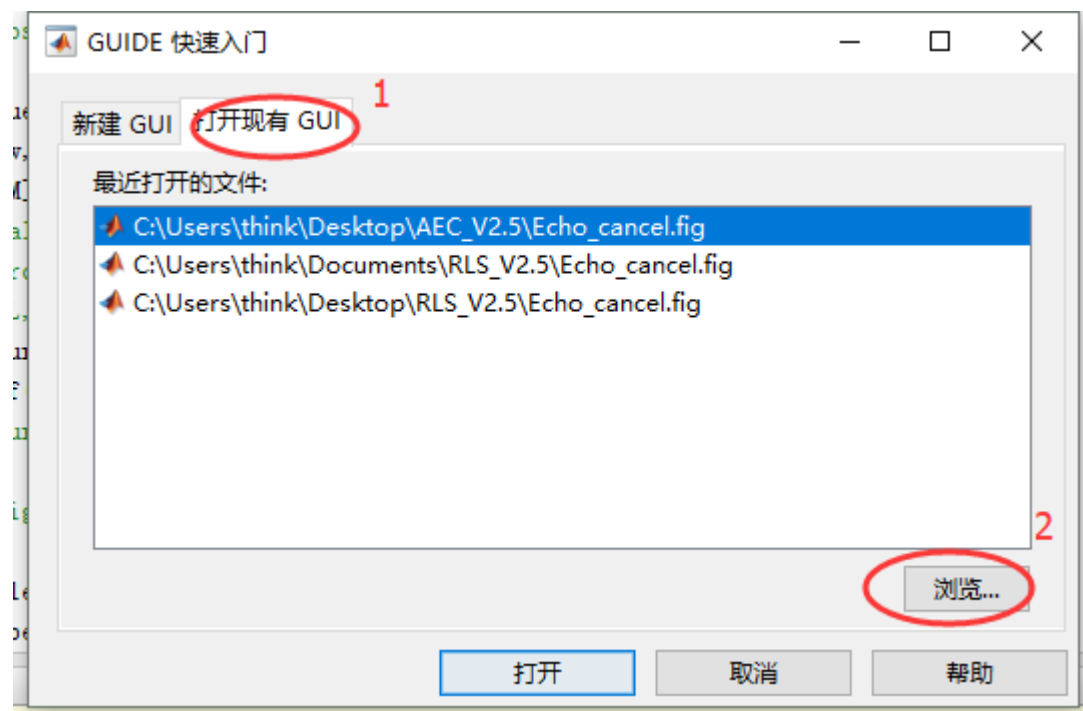 GUIDE 快速入门
1
新建 GUI 打开现有 GUI
最近打开的文件:
C:\Users\think\Desktop\AEC_V2.5\Echo_cancel.fig
C:\Users\think\Documents\RLS_V2.5\Echo_cancel.fig
C:\Users\think\Desktop\RLS_V2.5\Echo_cancel.fig
2
浏览...
打开 取消 帮助